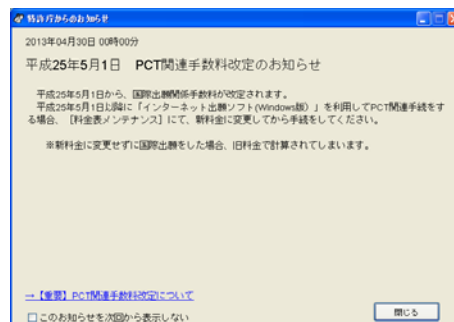 特許庁からのお知らせ
2013年04月30日 00時00分
平成25年5月1日 PCT関連手数料改定のお知らせ
平成25年5月1日から、国際出願関係手数料が改定されます。
平成25年5月1日以降に「インターネット出願ソフト(Windows版)」を利用してPCT関連手続をす
る場合、［料金表メンテナンス］にて、新料金に変更してから手続をしてください。
※新料金に変更せずに国際出願をした場合、旧料金で計算されてしまいます。
→【重要】PCT関連手数料改定について
このお知らせを次回から表示しない
閉じる